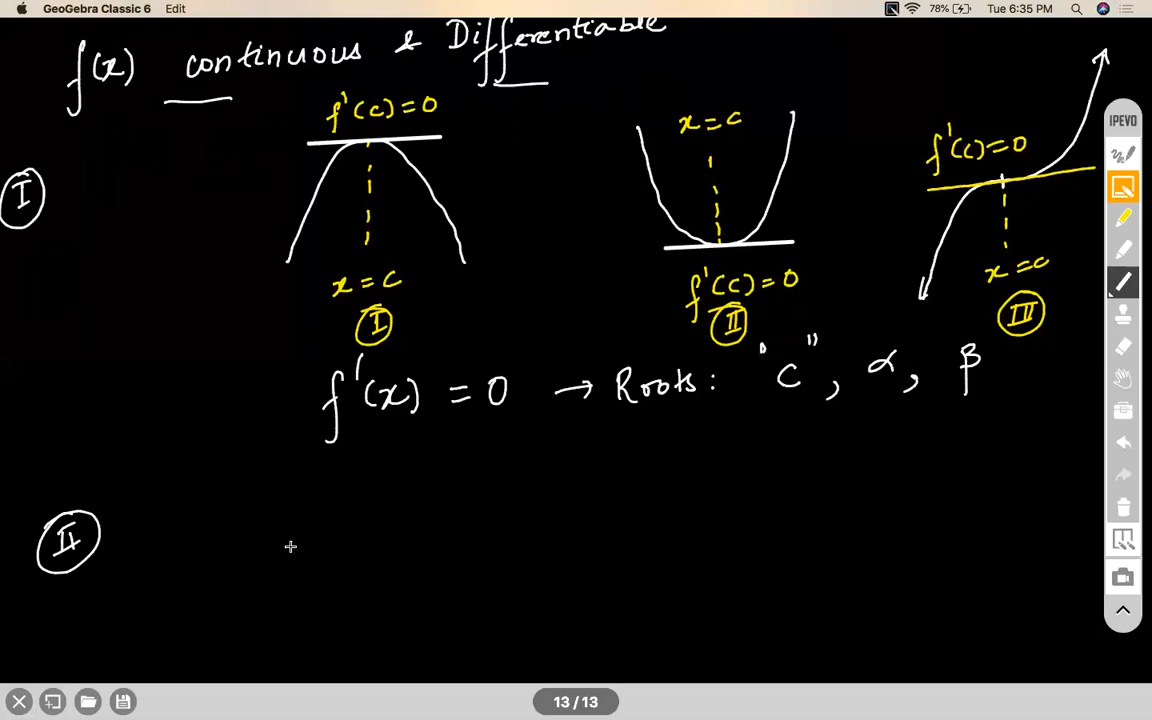 GeoGebra Classic 6 Edit 78% Tue 6:35 PM
f(x) continuous & Differentiable
f'(c)=0
x=c
f'(c)=0
IPEVO
I
x=c
f'(c)=0
x=c
I
II
III
f'(x) = 0 → Roots: "c", α, β
II
13/13